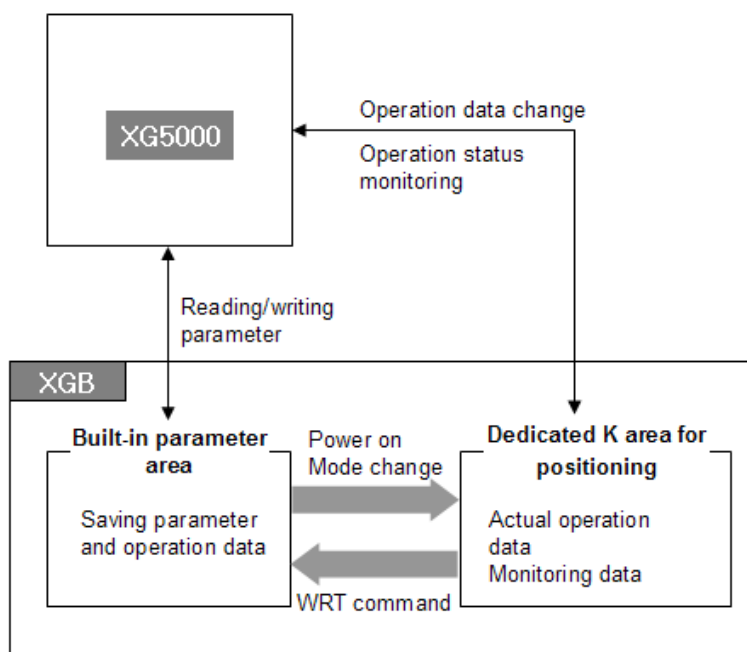 XG5000
Operation data change
Operation status
monitoring
Reading/writing
parameter
XGB
Built-in parameter
area
Saving parameter
and operation data
Power on
Mode change
WRT command
Dedicated K area for
positioning
Actual operation
data
Monitoring data